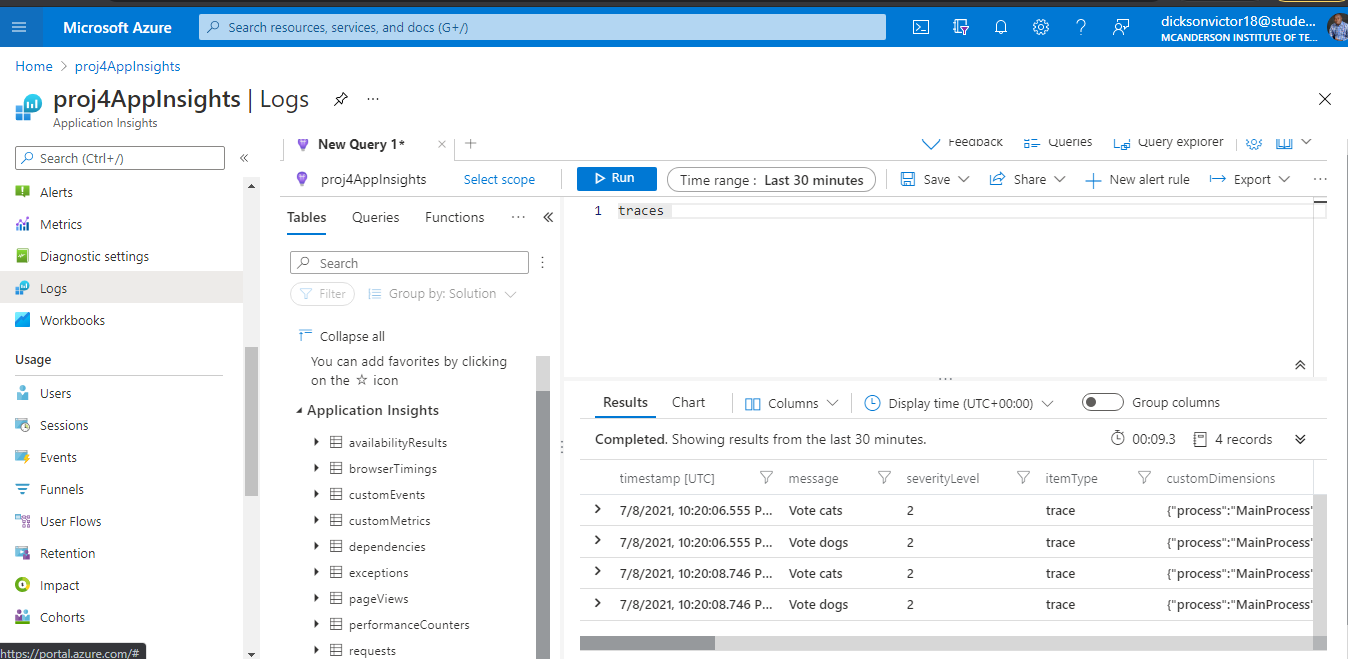 Microsoft Azure
Search resources, services, and docs (G+/)
dicksonvictor18@stude...
MCANDERSON INSTITUTE OF TE...
Home > proj4AppInsights
proj4AppInsights | Logs
...
Application Insights
Search (Ctrl+/)
«
Alerts
Metrics
Diagnostic settings
Logs
Workbooks
Usage
Users
Sessions
Events
Funnels
User Flows
Retention
Impact
Cohorts
https://portal.azure.com/#
New Query 1*
Feedback
Queries
Query explorer
proj4AppInsights
Select scope
Run
Time range : Last 30 minutes
Save
Share
New alert rule
Export
...
Tables
Queries
Functions
...
«
Search
Filter
Group by: Solution
Collapse all
You can add favorites by clicking
on the ☆ icon
Application Insights
availabilityResults
browserTimings
customEvents
customMetrics
dependencies
exceptions
pageViews
performanceCounters
requests
1 traces
Results
Chart
Columns
Display time (UTC+00:00)
Group columns
Completed. Showing results from the last 30 minutes.
00:09.3
4 records
timestamp [UTC] message severityLevel itemType customDimensions
7/8/2021, 10:20:06.555 P... Vote cats 2 trace {"process":"MainProcess"
7/8/2021, 10:20:06.555 P... Vote dogs 2 trace {"process":"MainProcess"
7/8/2021, 10:20:08.746 P... Vote cats 2 trace {"process":"MainProcess"
7/8/2021, 10:20:08.746 P... Vote dogs 2 trace {"process":"MainProcess"